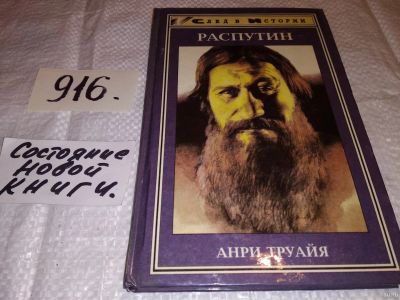 След в Истории
РАСПУТИН
АНРИ ТРУАЙЯ
916.
Состояние
новой
книги.